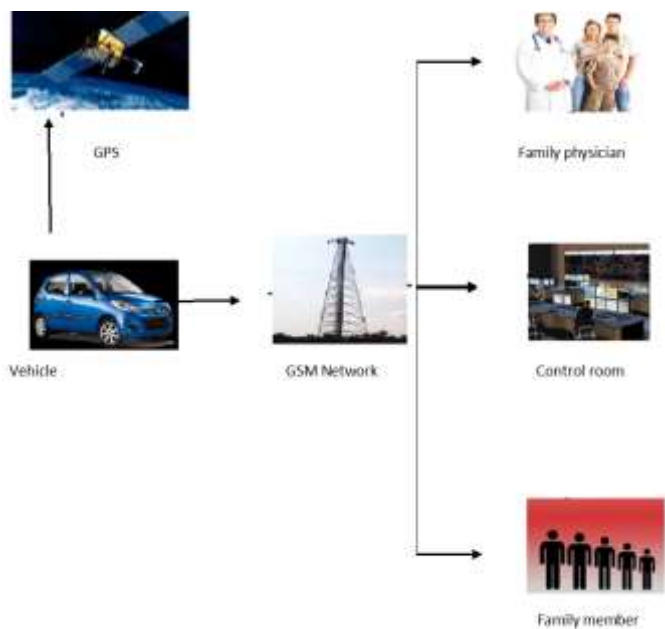 GPS
Family physician
Vehicle
GSM Network
Control room
Family member